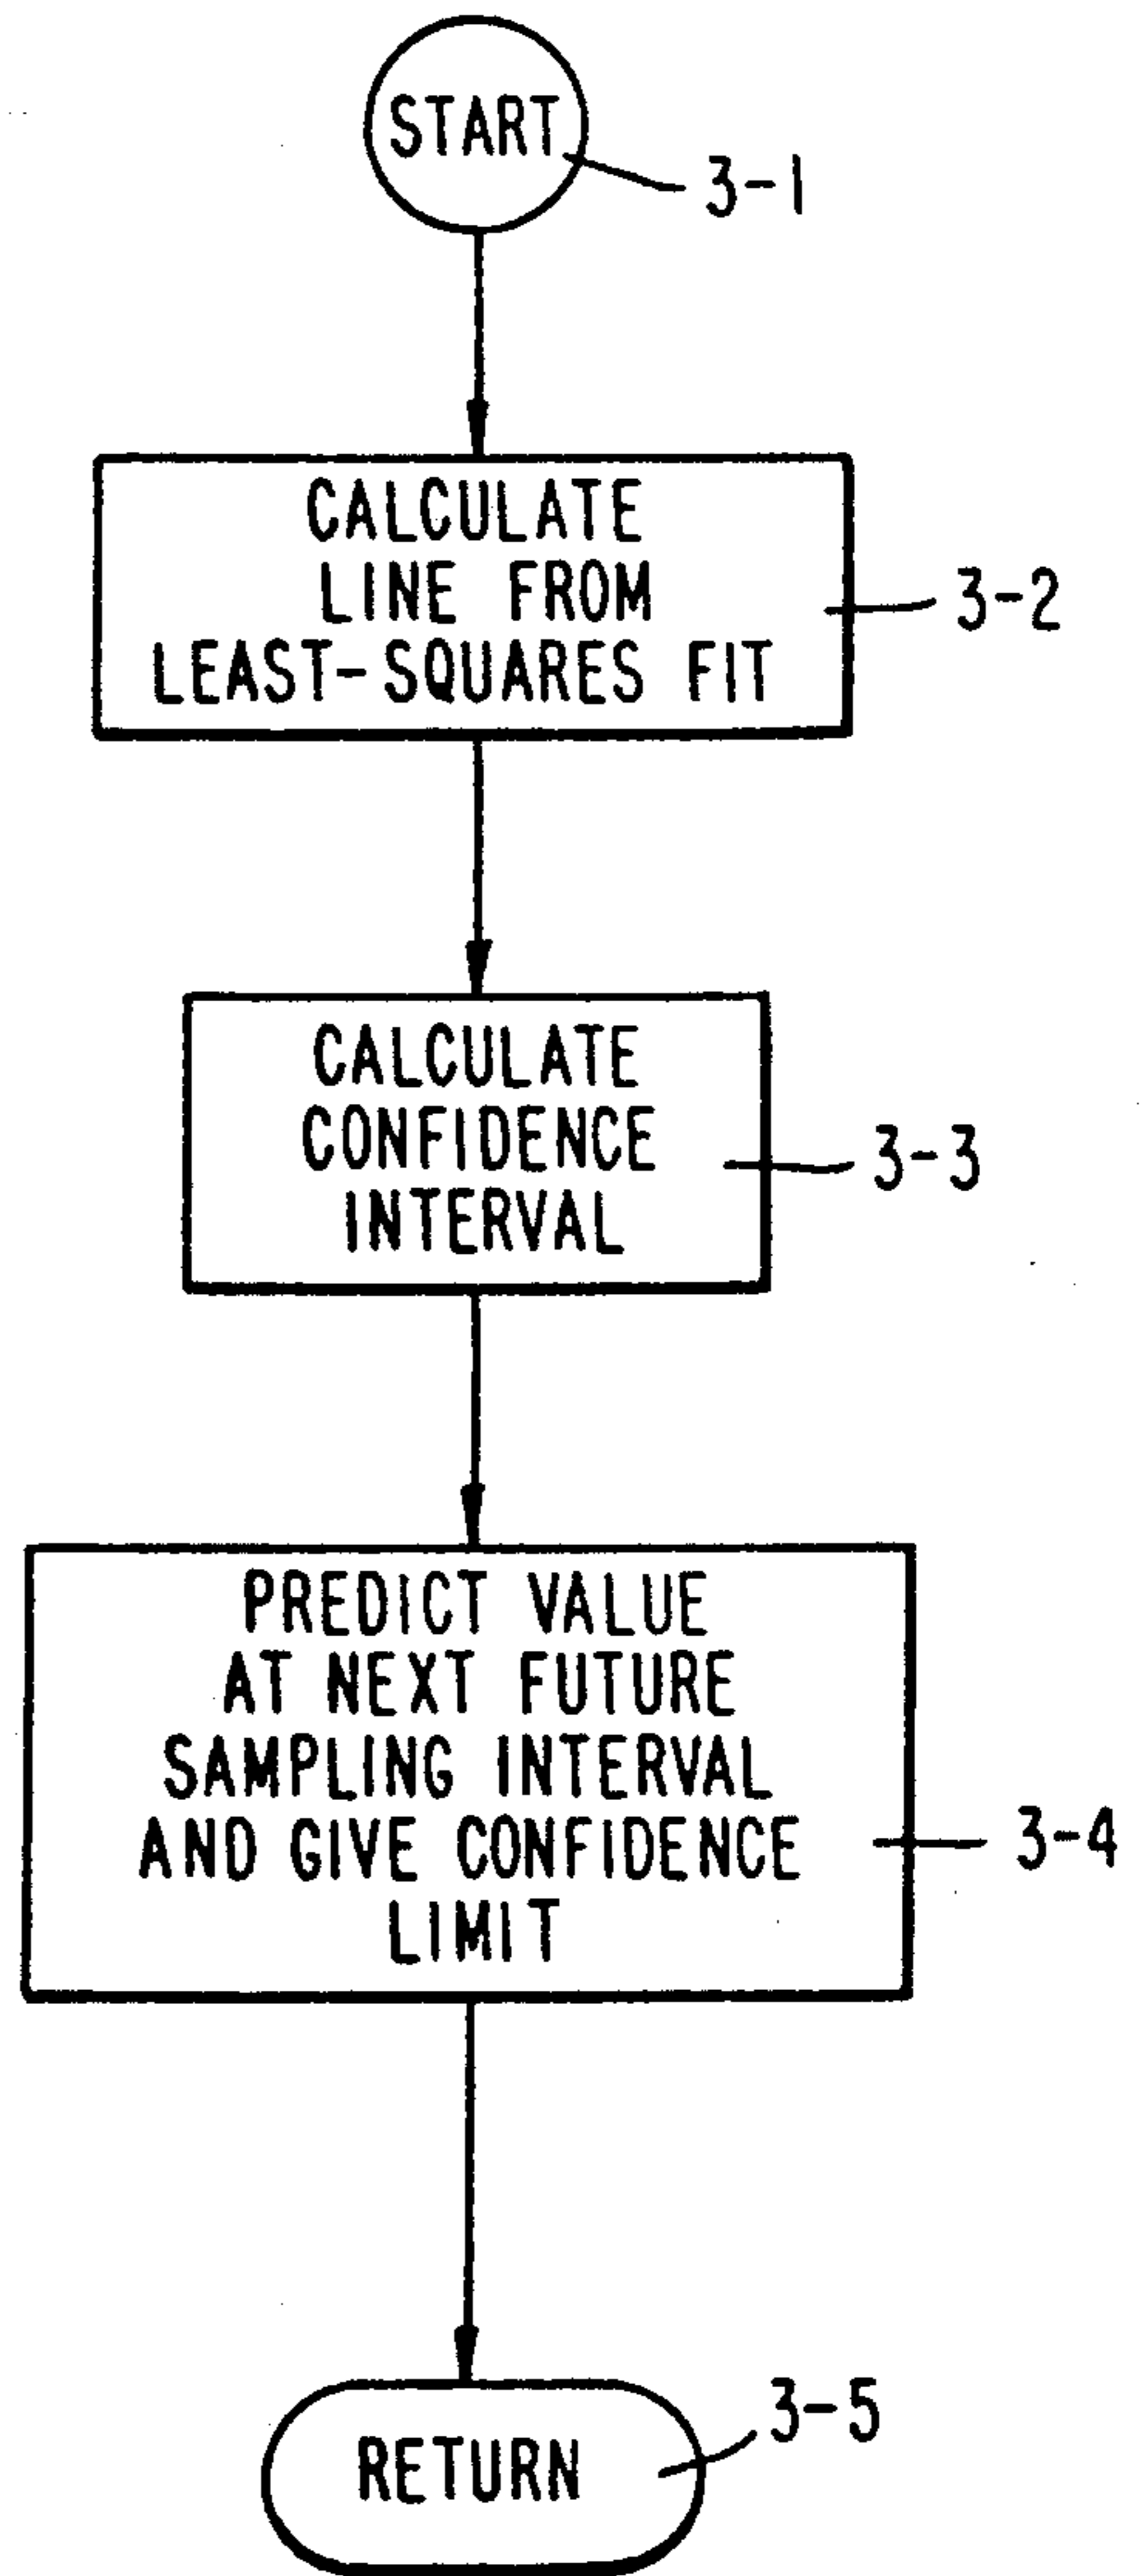 START
3-1
CALCULATE
LINE FROM
LEAST-SQUARES FIT
3-2
CALCULATE
CONFIDENCE
INTERVAL
3-3
PREDICT VALUE
AT NEXT FUTURE
SAMPLING INTERVAL
AND GIVE CONFIDENCE
LIMIT
3-4
RETURN
3-5